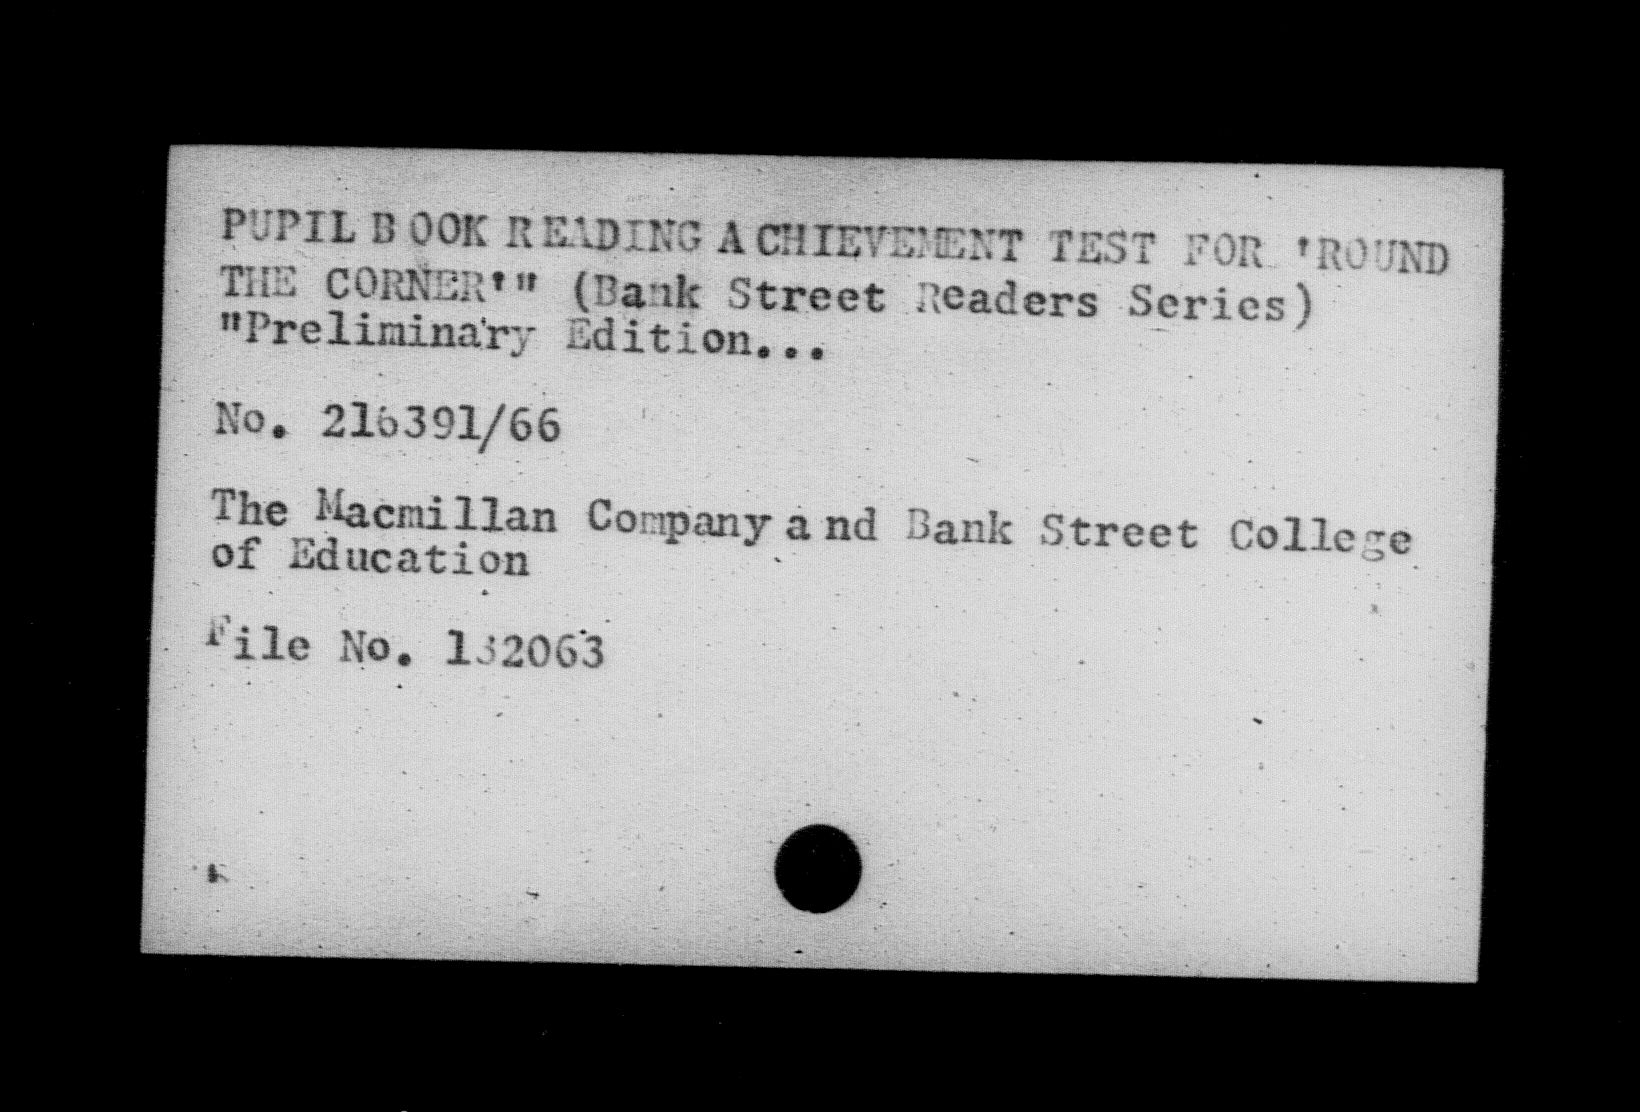 PUPIL BOOK READING ACHIEVEMENT TEST FOR 'ROUND
THE CORNER'" (Bank Street Readers Series)
"Preliminary Edition...
No. 216391/66
The Macmillan Company and Bank Street College
of Education
File No. 132063